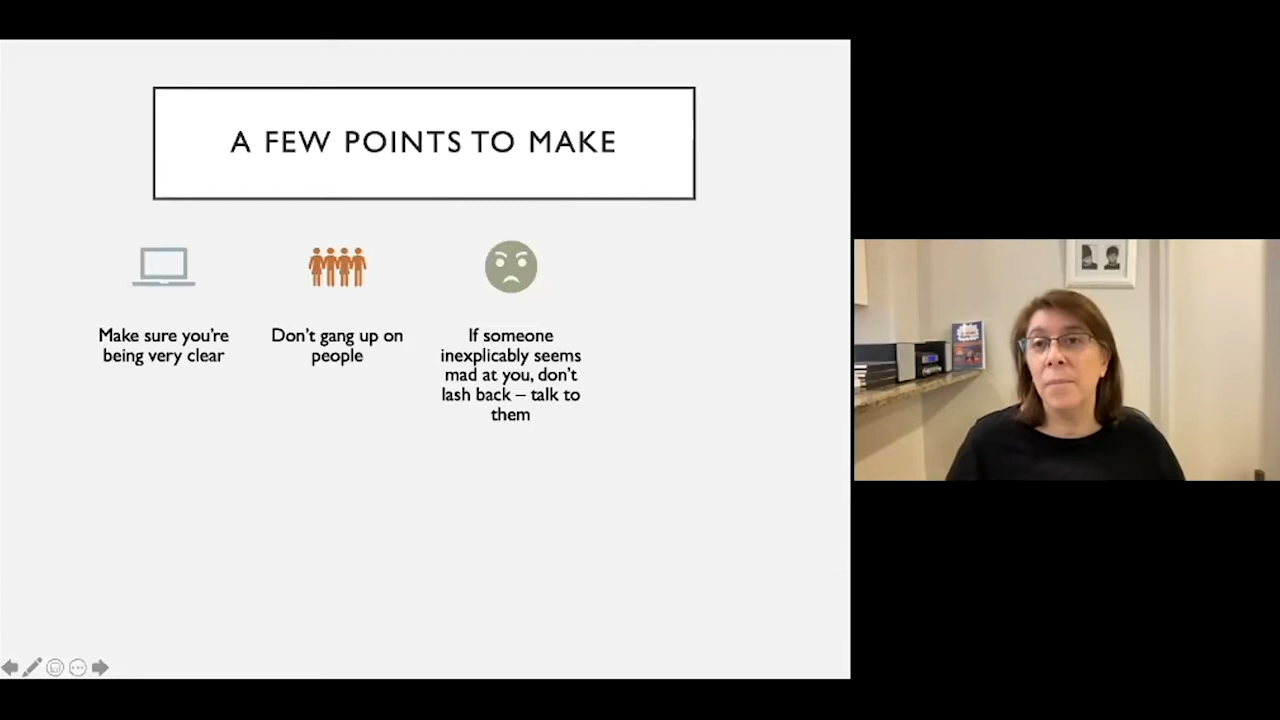 A FEW POINTS TO MAKE
Make sure you're
being very clear
Don't gang up on
people
If someone
inexplicably seems
mad at you, don't
lash back – talk to
them